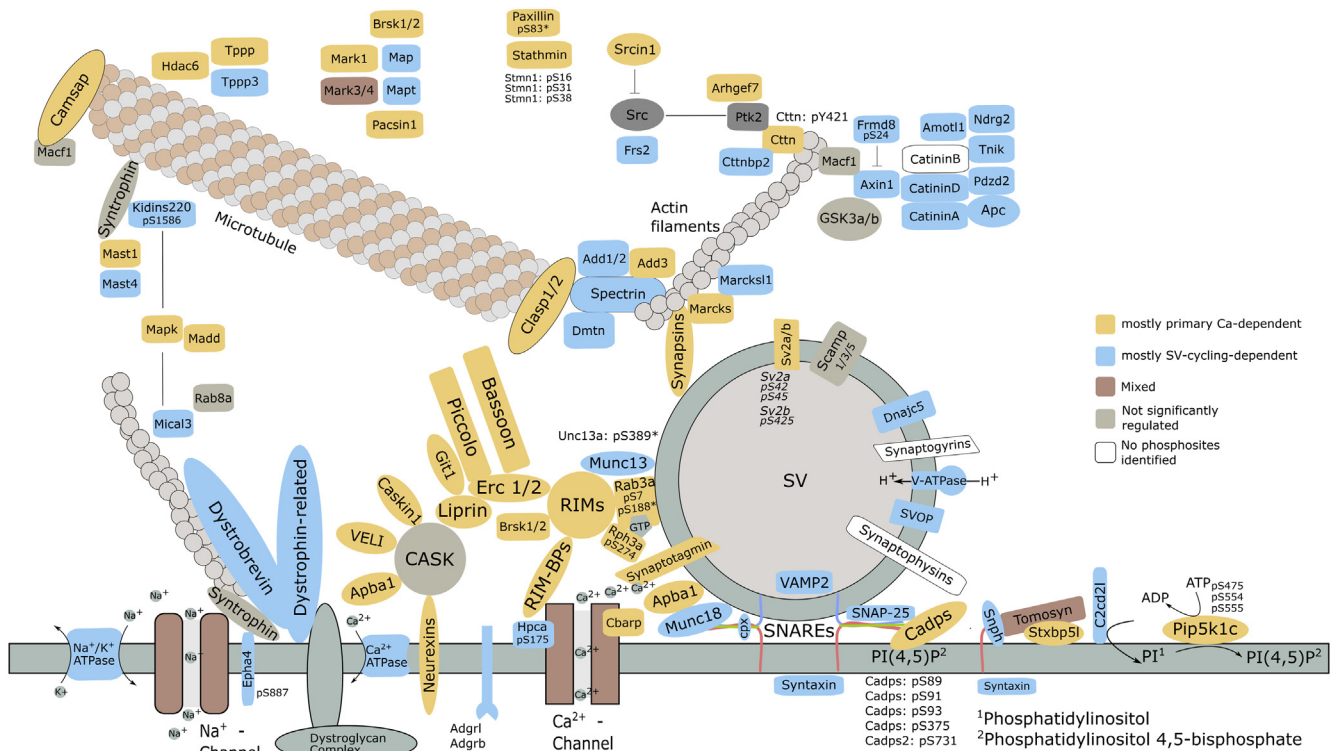 Camsap
Macf1
Hdac6
Tppp
Tppp3
Brsk1/2
Mark1
Map
Mark3/4
Mapt
Pacsin1
Paxillin
pS83*
Stathmin
Stmn1: pS16
Stmn1: pS31
Stmn1: pS38
Srcin1
Src
Frs2
Arhgef7
Ptk2
Cttn: pY421
Cttn
Cttnbp2
Macf1
Frmd8
pS24
Axin1
GSK3a/b
Amotl1
Ndrg2
CatininB
Tnik
CatininD
Pdzd2
CatininA
Apc
Syntrophin
Kidins220
pS1586
Mast1
Mast4
Microtubule
Actin
filaments
Clasp1/2
Add1/2
Add3
Spectrin
Dmtn
Marcksl1
Marcks
Synapsins
Mapk
Madd
Rab8a
Mical3
mostly primary Ca-dependent
mostly SV-cycling-dependent
Mixed
Not significantly
regulated
No phosphosites
identified
Sv2a/b
Scamp
1/3/5
Sv2a
pS42
pS45
Sv2b
pS425
Dnajc5
Synaptogyrins
H+
V-ATPase
H+
SVOP
Synaptophysins
SV
VAMP2
Piccolo
Bassoon
Git1
Erc 1/2
Liprin
Caskin1
VELI
CASK
Apba1
Brsk1/2
RIMs
Unc13a: pS389*
Munc13
Rab3a
pS7
pS188*
GTP
Rph3a
pS274
RIM-BPs
Synaptotagmin
Dystrobrevin
Dystrophin-related
Syntrophin
Neurexins
Apba1
Munc18
cpx
SNAREs
SNAP-25
Cadps
PI(4,5)P2
Syntaxin
Cadps: pS89
Cadps: pS91
Cadps: pS93
Cadps: pS375
Cadps2: pS731
Snph
Tomosyn
Stxbp5l
Syntaxin
C2cd2l
ADP
ATP
pS475
pS554
pS555
Pip5k1c
PI1
PI(4,5)P2
1Phosphatidylinositol
2Phosphatidylinositol 4,5-bisphosphate
Na+
Na+/K+
ATPase
K+
Na+
Na+
Na+
Na+
Na+
Na+ -
Channel
Epha4
pS887
Dystroglycan
Complex
Ca2+
Ca2+
ATPase
Adgrl
Adgrb
Hpca
pS175
Ca2+
Ca2+
Ca2+
Ca2+
Ca2+
Ca2+
Cbarp
Ca2+ -
Channel